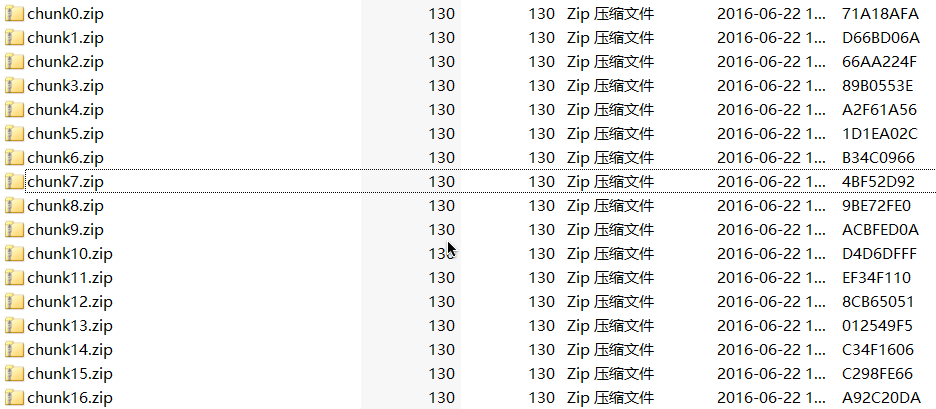 chunk0.zip 130 130 Zip 压缩文件 2016-06-22 1... 71A18AFA
chunk1.zip 130 130 Zip 压缩文件 2016-06-22 1... D66BD06A
chunk2.zip 130 130 Zip 压缩文件 2016-06-22 1... 66AA224F
chunk3.zip 130 130 Zip 压缩文件 2016-06-22 1... 89B0553E
chunk4.zip 130 130 Zip 压缩文件 2016-06-22 1... A2F61A56
chunk5.zip 130 130 Zip 压缩文件 2016-06-22 1... 1D1EA02C
chunk6.zip 130 130 Zip 压缩文件 2016-06-22 1... B34C0966
chunk7.zip 130 130 Zip 压缩文件 2016-06-22 1... 4BF52D92
chunk8.zip 130 130 Zip 压缩文件 2016-06-22 1... 9BE72FE0
chunk9.zip 130 130 Zip 压缩文件 2016-06-22 1... ACBFED0A
chunk10.zip 130 130 Zip 压缩文件 2016-06-22 1... D4D6DFFF
chunk11.zip 130 130 Zip 压缩文件 2016-06-22 1... EF34F110
chunk12.zip 130 130 Zip 压缩文件 2016-06-22 1... 8CB65051
chunk13.zip 130 130 Zip 压缩文件 2016-06-22 1... 012549F5
chunk14.zip 130 130 Zip 压缩文件 2016-06-22 1... C34F1606
chunk15.zip 130 130 Zip 压缩文件 2016-06-22 1... C298FE66
chunk16.zip 130 130 Zip 压缩文件 2016-06-22 1... A92C20DA